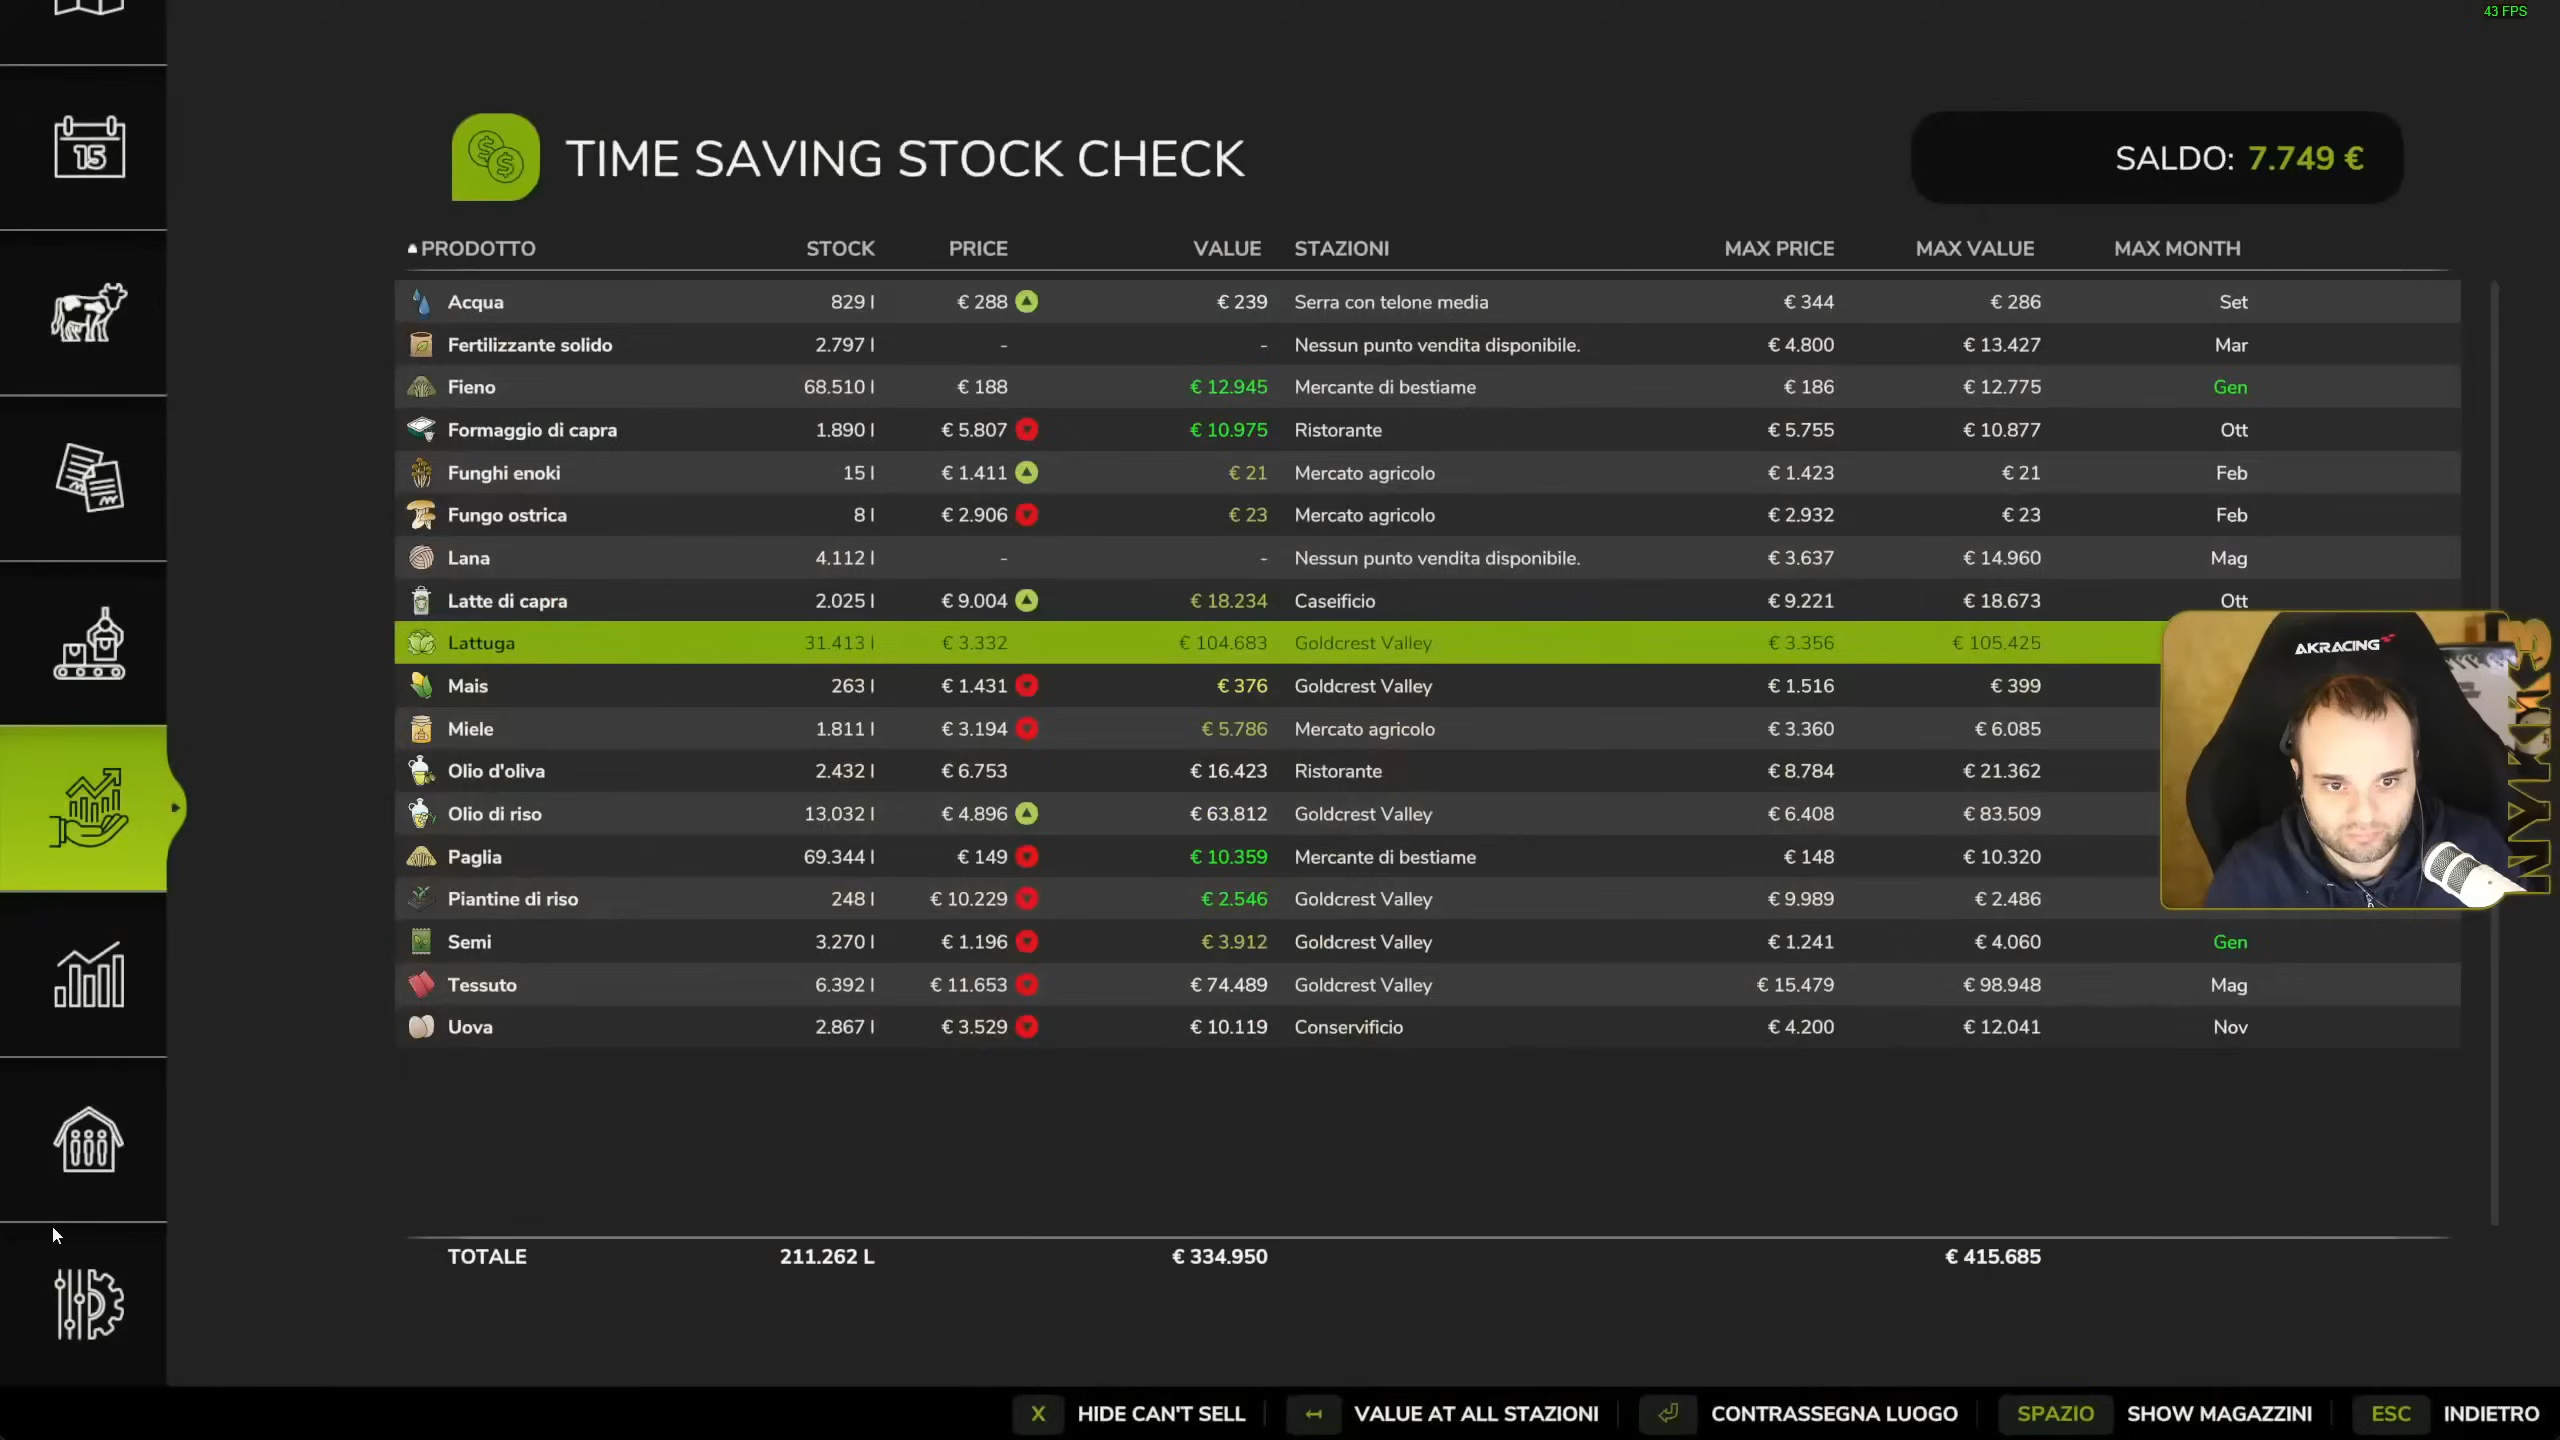 43 FPS
15
TIME SAVING STOCK CHECK
SALDO: 7.749 €
PRODOTTO STOCK PRICE VALUE STAZIONI MAX PRICE MAX VALUE MAX MONTH
Acqua 829 l € 288 € 239 Serra con telone media € 344 € 286 Set
Fertilizzante solido 2.797 l - - Nessun punto vendita disponibile. € 4.800 € 13.427 Mar
Fieno 68.510 l € 188 € 12.945 Mercante di bestiame € 186 € 12.775 Gen
Formaggio di capra 1.890 l € 5.807 € 10.975 Ristorante € 5.755 € 10.877 Ott
Funghi enoki 15 l € 1.411 € 21 Mercato agricolo € 1.423 € 21 Feb
Fungo ostrica 8 l € 2.906 € 23 Mercato agricolo € 2.932 € 23 Feb
Lana 4.112 l - - Nessun punto vendita disponibile. € 3.637 € 14.960 Mag
Latte di capra 2.025 l € 9.004 € 18.234 Caseificio € 9.221 € 18.673 Ott
Lattuga 31.413 l € 3.332 € 104.683 Goldcrest Valley € 3.356 € 105.425
Mais 263 l € 1.431 € 376 Goldcrest Valley € 1.516 € 399
Miele 1.811 l € 3.194 € 5.786 Mercato agricolo € 3.360 € 6.085
Olio d'oliva 2.432 l € 6.753 € 16.423 Ristorante € 8.784 € 21.362
Olio di riso 13.032 l € 4.896 € 63.812 Goldcrest Valley € 6.408 € 83.509
Paglia 69.344 l € 149 € 10.359 Mercante di bestiame € 148 € 10.320
Piantine di riso 248 l € 10.229 € 2.546 Goldcrest Valley € 9.989 € 2.486
Semi 3.270 l € 1.196 € 3.912 Goldcrest Valley € 1.241 € 4.060 Gen
Tessuto 6.392 l € 11.653 € 74.489 Goldcrest Valley € 15.479 € 98.948 Mag
Uova 2.867 l € 3.529 € 10.119 Conservificio € 4.200 € 12.041 Nov
AKRACING
TOTALE 211.262 L € 334.950 € 415.685
X HIDE CAN'T SELL VALUE AT ALL STAZIONI CONTRASSEGNA LUOGO SPAZIO SHOW MAGAZZINI ESC INDIETRO